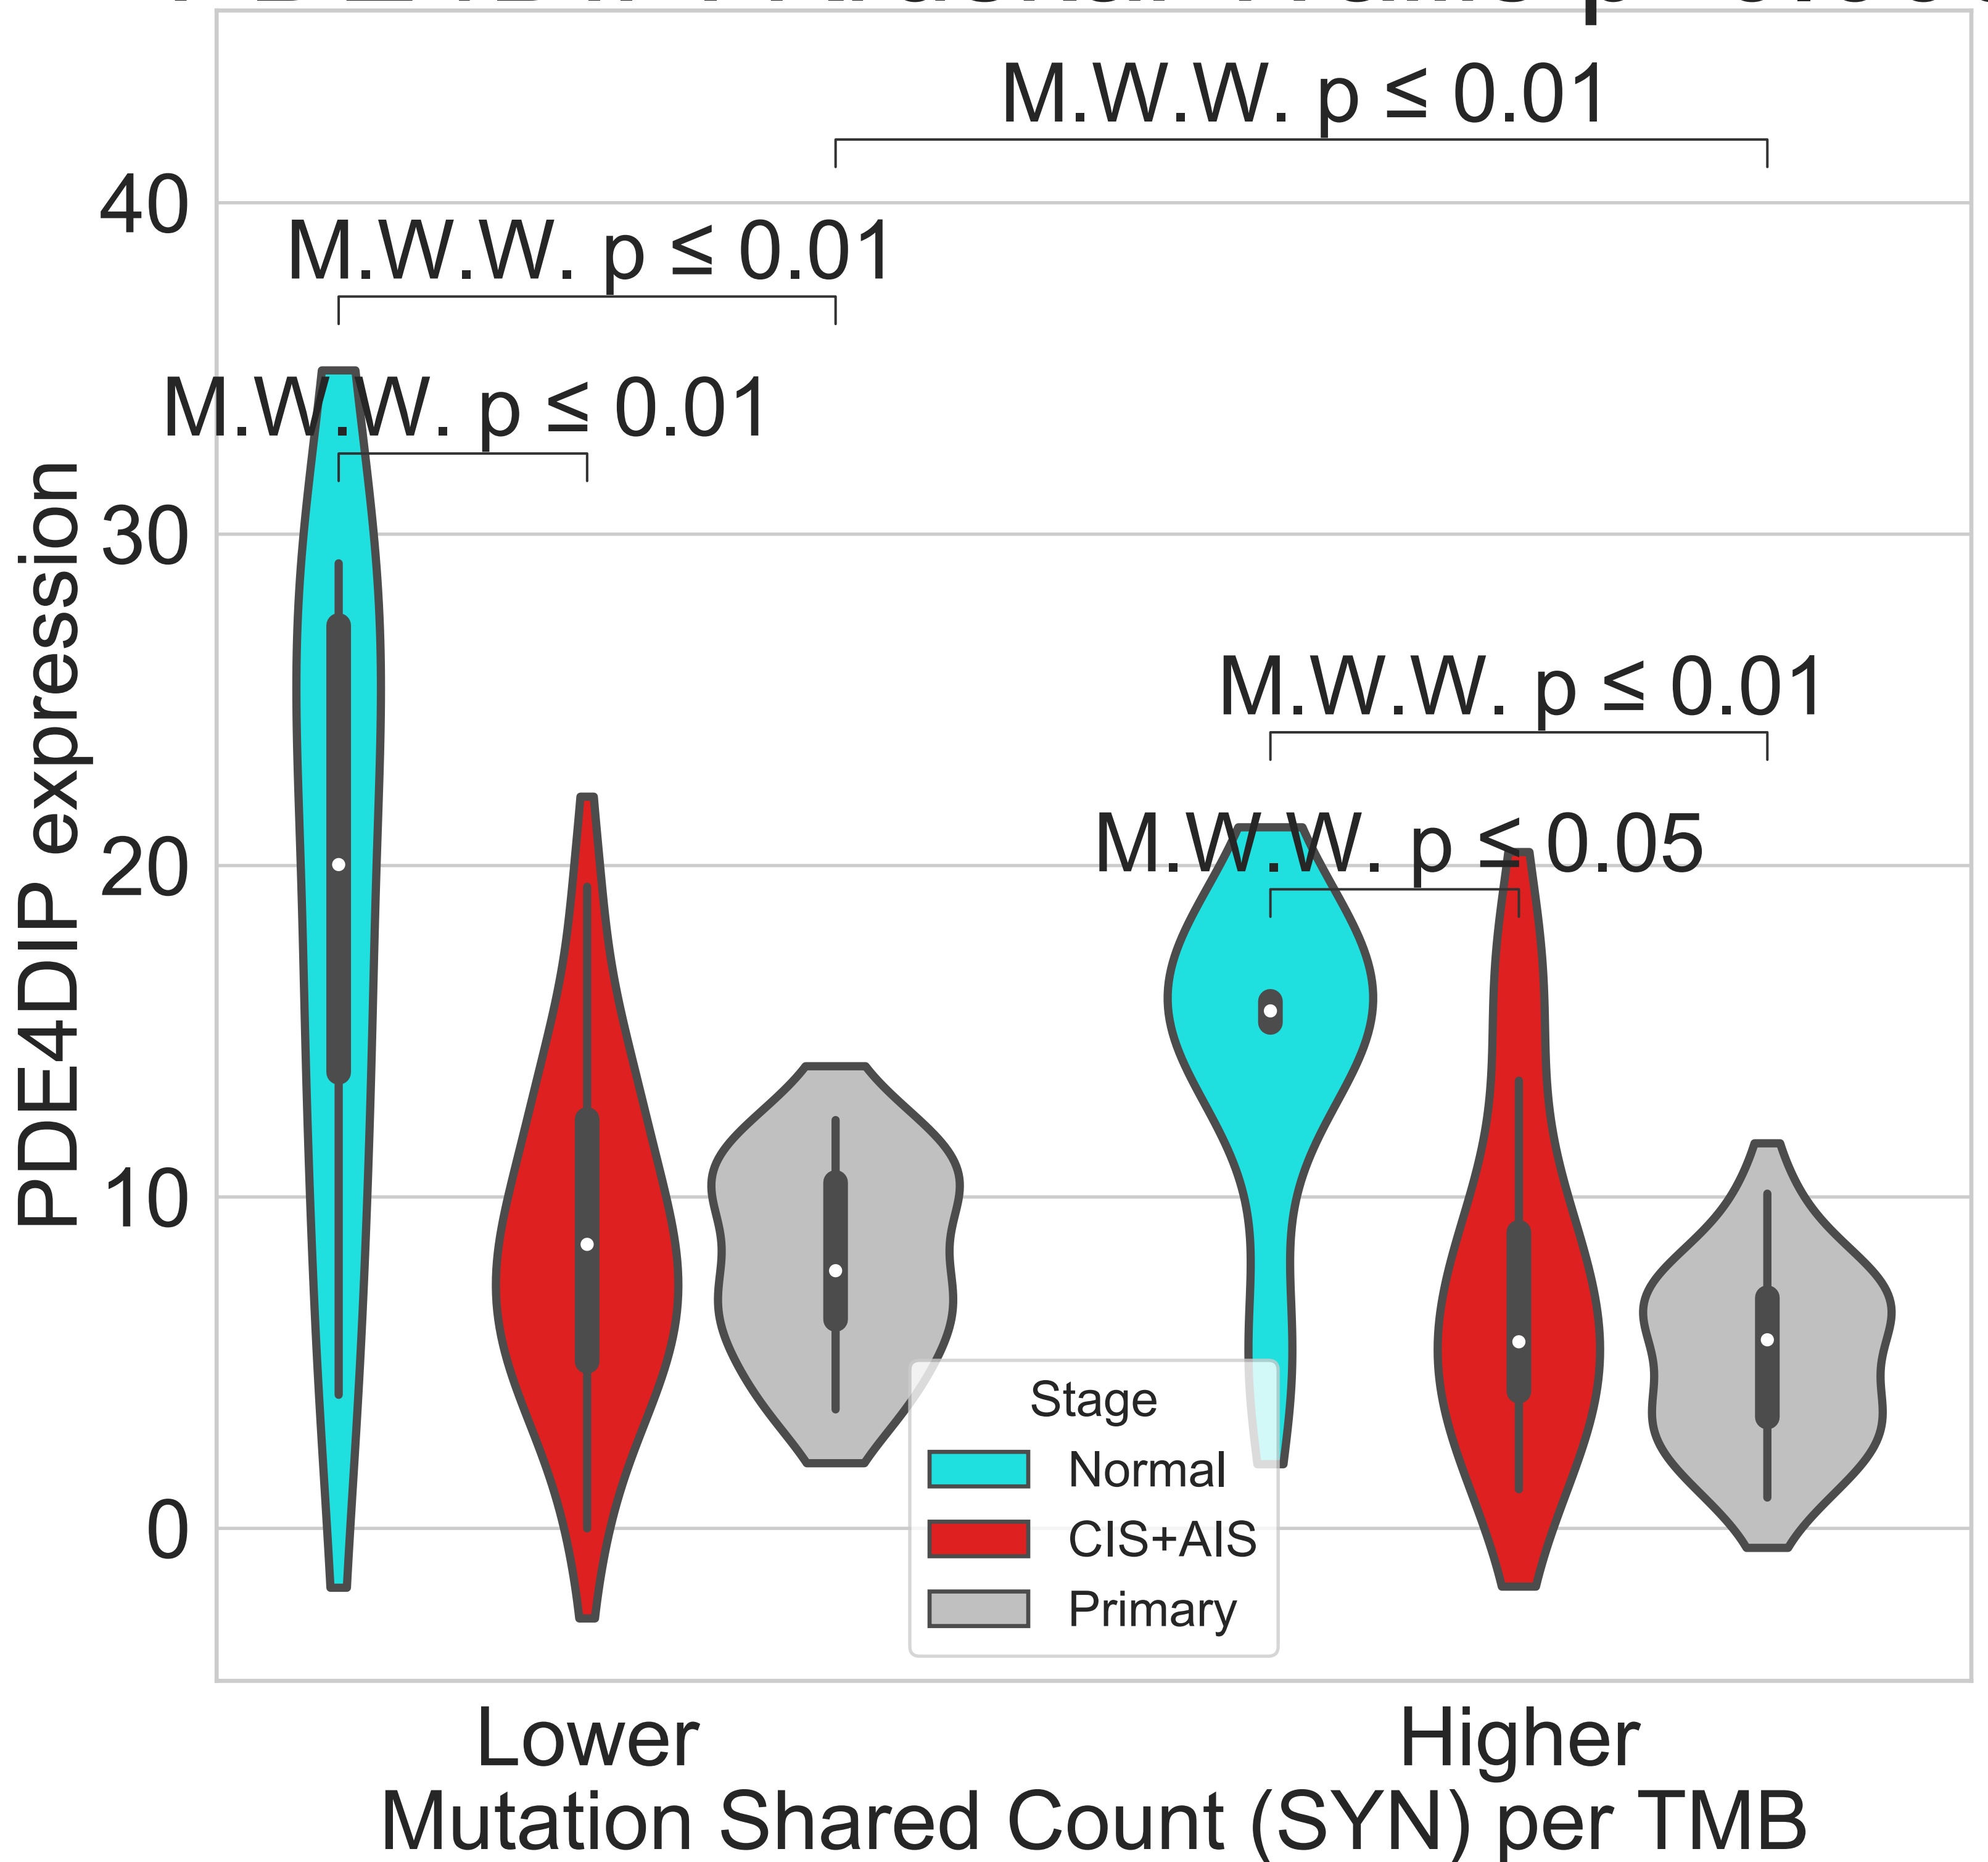 M.W.W. p ≤ 0.01
40
M.W.W. p ≤ 0.01
M.W.W. p ≤ 0.01
30
M.W.W. p ≤ 0.01
M.W.W. p ≤ 0.05
20
10
0
PDE4DIP expression
Stage
Normal
CIS+AIS
Primary
Lower Higher
Mutation Shared Count (SYN) per TMB